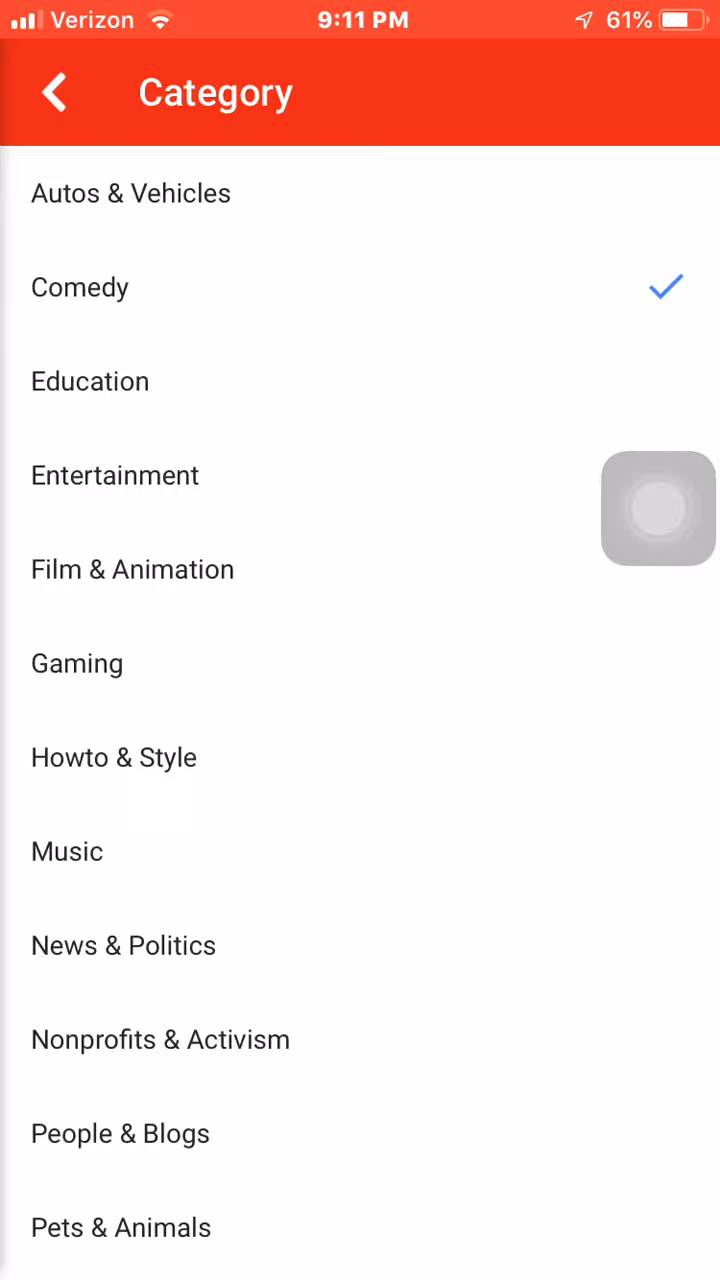 Verizon 9:11 PM 61%
Category
Autos & Vehicles
Comedy
Education
Entertainment
Film & Animation
Gaming
Howto & Style
Music
News & Politics
Nonprofits & Activism
People & Blogs
Pets & Animals